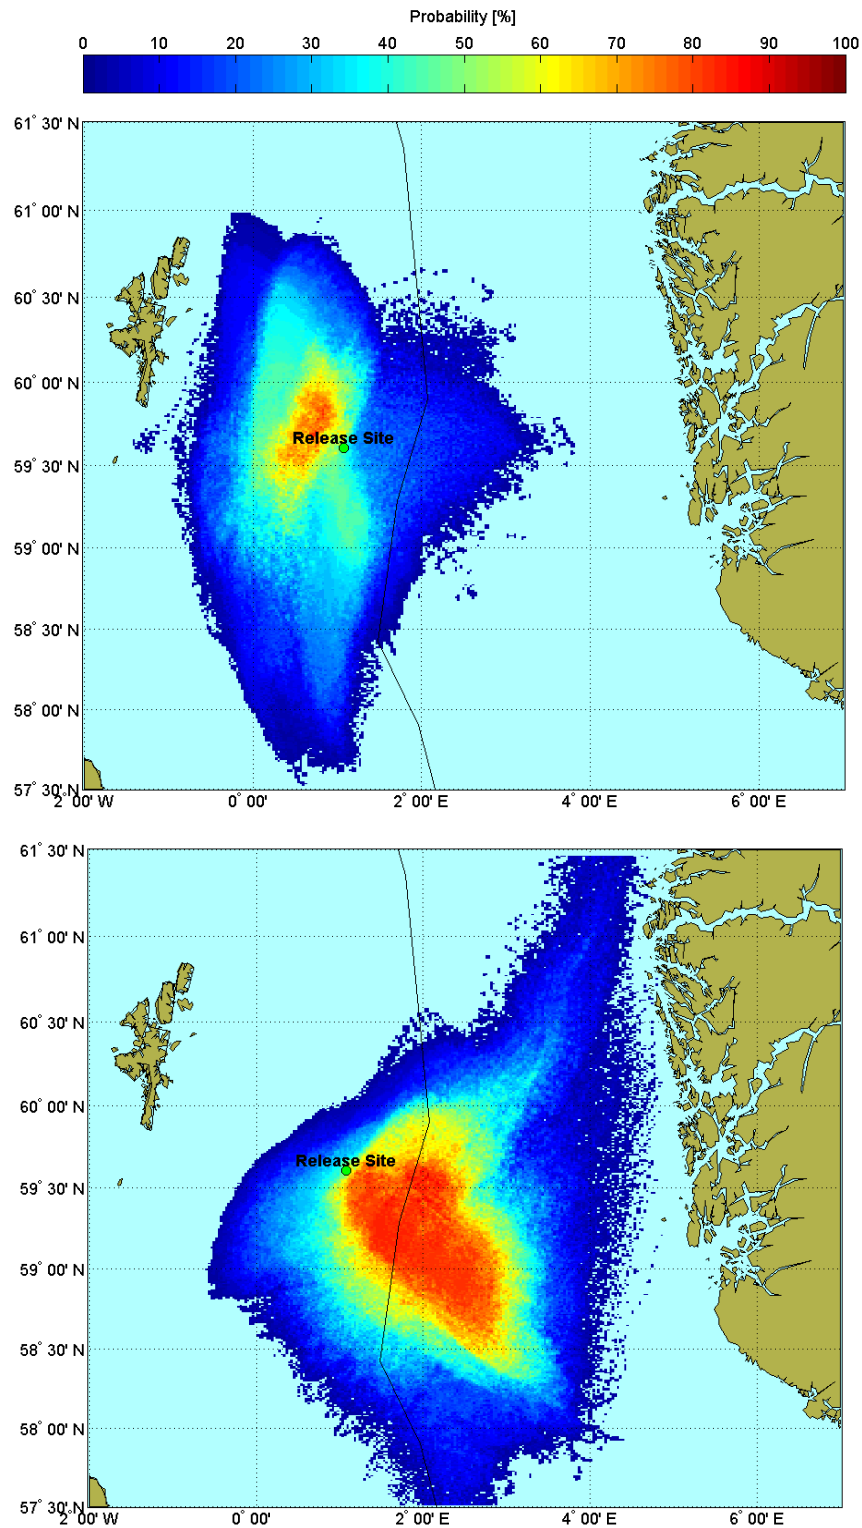 Probability [%]
0 10 20 30 40 50 60 70 80 90 100
61° 30' N
61° 00' N
60° 30' N
60° 00' N
Release Site
59° 30' N
59° 00' N
58° 30' N
58° 00' N
57° 30' N
2° 00' W 0° 00' 2° 00' E 4° 00' E 6° 00' E
61° 30' N
61° 00' N
60° 30' N
60° 00' N
Release Site
59° 30' N
59° 00' N
58° 30' N
58° 00' N
57° 30' N
2° 00' W 0° 00' 2° 00' E 4° 00' E 6° 00' E